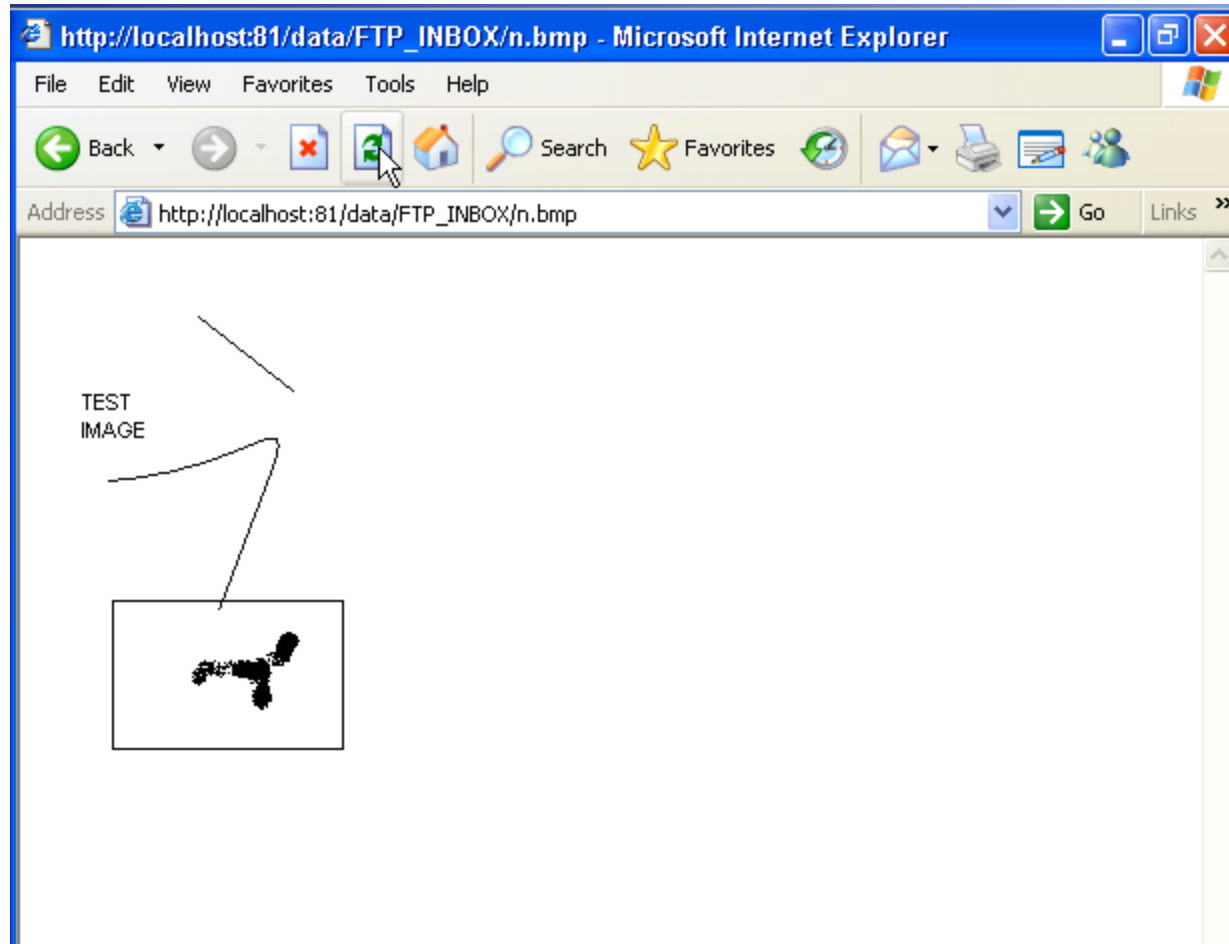 http://localhost:81/data/FTP_INBOX/n.bmp - Microsoft Internet Explorer
File Edit View Favorites Tools Help
Back Search Favorites
Address http://localhost:81/data/FTP_INBOX/n.bmp Go Links »
TEST
IMAGE